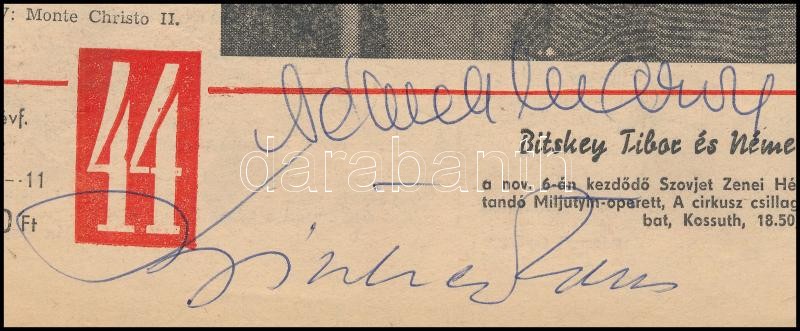 V: Monte Christo II.
44
évf.
Bitskey Tibor és Néme
–11
a nov. 6-án kezdődő Szovjet Zenei Hé
tandó Miljutyin-operett, A cirkusz csillag
bat, Kossuth, 18.50
0 Ft
darabanth